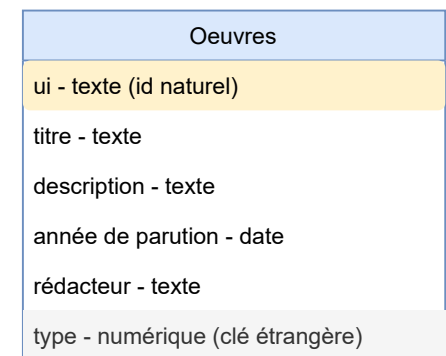 Oeuvres
ui - texte (id naturel)
titre - texte
description - texte
année de parution - date
rédacteur - texte
type - numérique (clé étrangère)